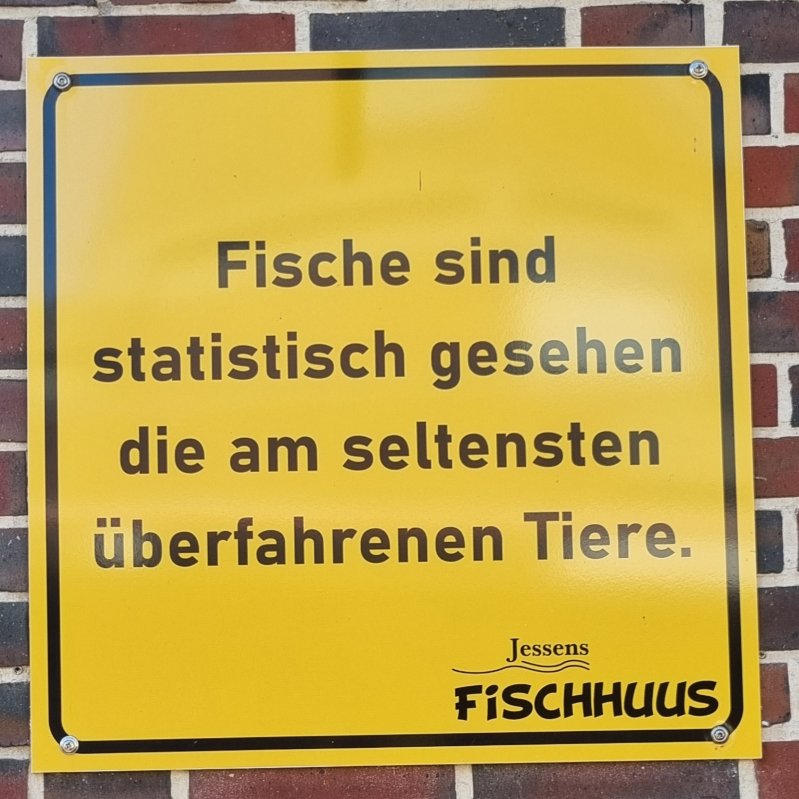 Fische sind
statistisch gesehen
die am seltensten
überfahrenen Tiere.
Jessens
FiSCHHUUS